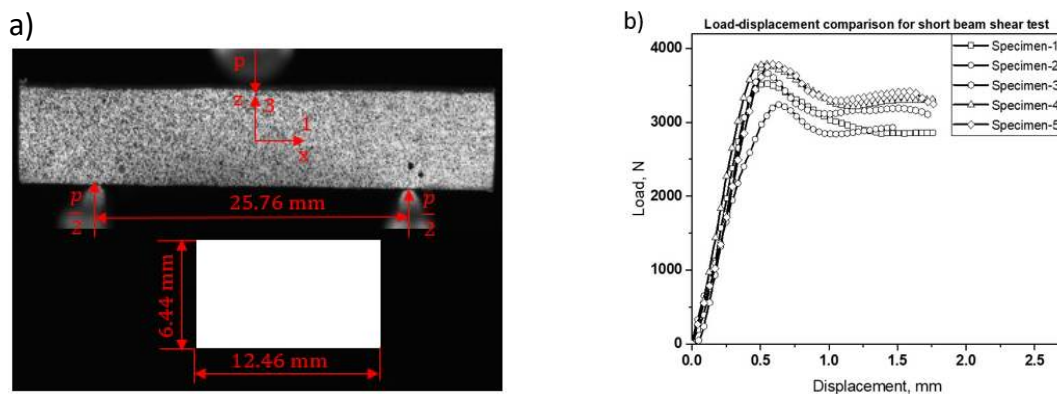 a)
p
z 3
1
x
p
2
25.76 mm
p
2
6.44 mm
12.46 mm
b)
Load-displacement comparison for short beam shear test
4000
3000
2000
1000
0
Load, N
0.0 0.5 1.0 1.5 2.0 2.5
Displacement, mm
Specimen-1
Specimen-2
Specimen-3
Specimen-4
Specimen-5